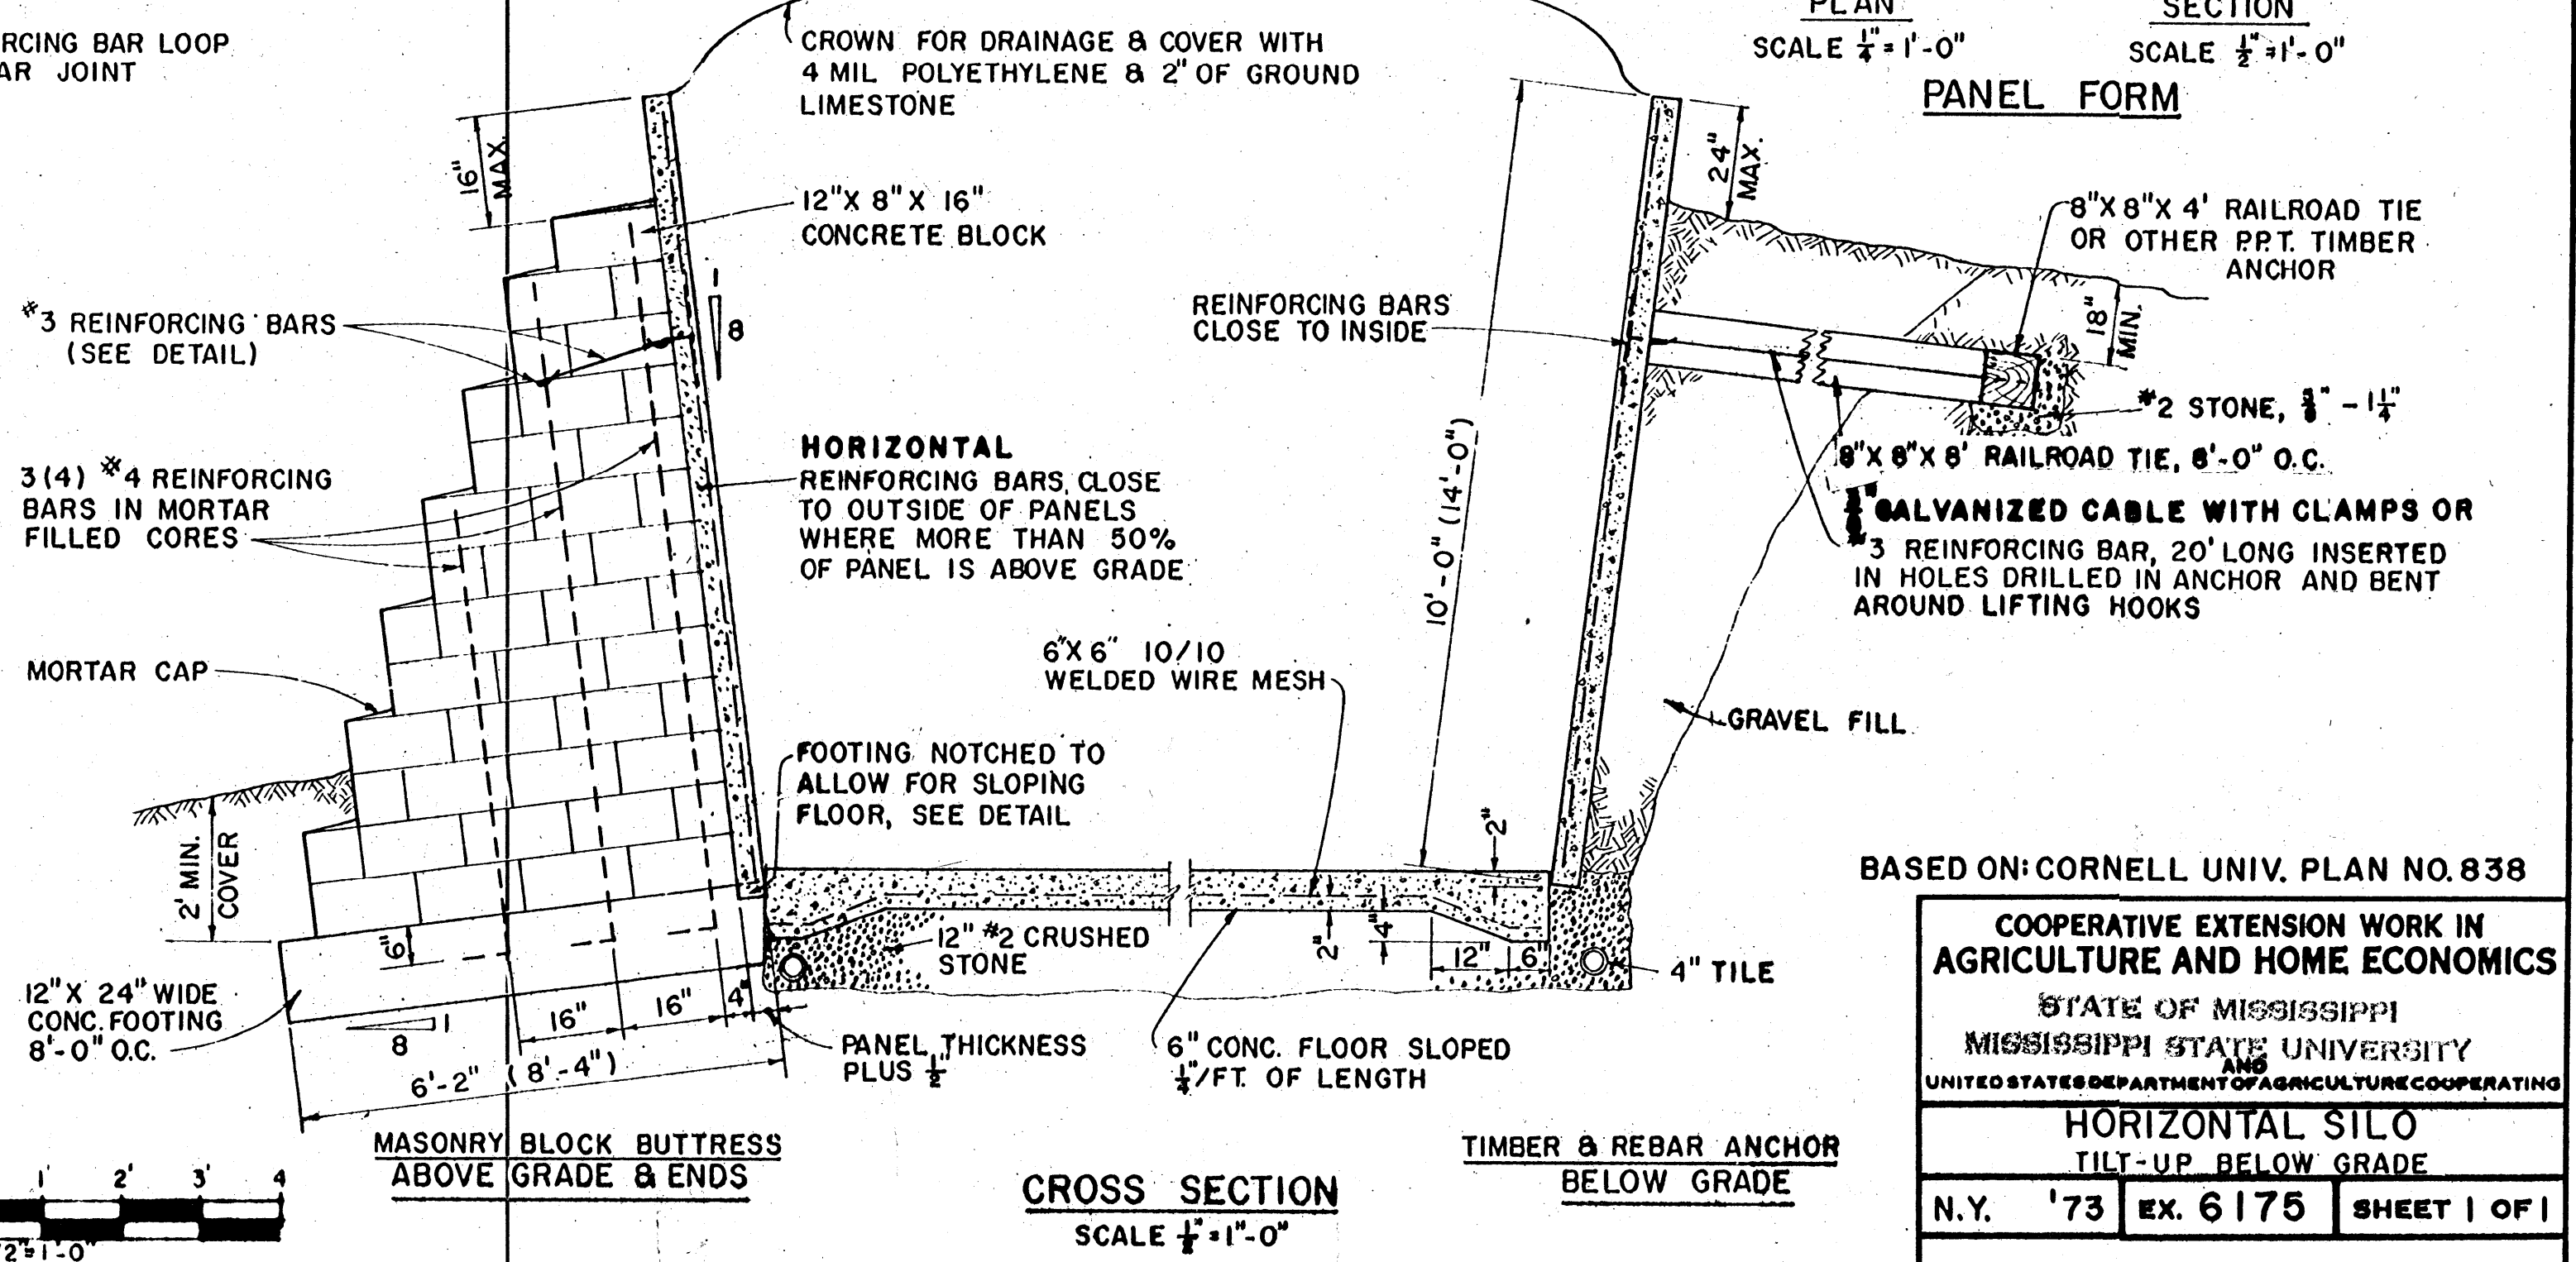 RCING BAR LOOP
AR JOINT
CROWN FOR DRAINAGE & COVER WITH
4 MIL POLYETHYLENE & 2" OF GROUND
LIMESTONE
PLAN
SCALE 1/4" = 1'-0"
SECTION
SCALE 1/2" = 1'-0"
PANEL FORM
16"
MAX.
12" X 8" X 16"
CONCRETE BLOCK
#3 REINFORCING BARS
(SEE DETAIL)
8
3(4) #4 REINFORCING
BARS IN MORTAR
FILLED CORES
HORIZONTAL
REINFORCING BARS, CLOSE
TO OUTSIDE OF PANELS
WHERE MORE THAN 50%
OF PANEL IS ABOVE GRADE
MORTAR CAP
2' MIN.
COVER
6"
12" X 24" WIDE
CONC. FOOTING
8'-0" O.C.
1
8
16"
16"
4"
6'-2" (8'-4")
PANEL THICKNESS
PLUS 1/2"
FOOTING NOTCHED TO
ALLOW FOR SLOPING
FLOOR, SEE DETAIL
12" #2 CRUSHED
STONE
6" X 6" 10/10
WELDED WIRE MESH
6" CONC. FLOOR SLOPED
1/4"/FT. OF LENGTH
2"
4"
12"
6"
2"
10'-0" (14'-0")
REINFORCING BARS
CLOSE TO INSIDE
24"
MAX.
8" X 8" X 4' RAILROAD TIE
OR OTHER P.P.T. TIMBER
ANCHOR
18"
MIN.
#2 STONE, - 1 1/4"
8" X 8" X 8' RAILROAD TIE, 8'-0" O.C.
GALVANIZED CABLE WITH CLAMPS OR
#3 REINFORCING BAR, 20' LONG INSERTED
IN HOLES DRILLED IN ANCHOR AND BENT
AROUND LIFTING HOOKS
GRAVEL FILL
4" TILE
MASONRY BLOCK BUTTRESS
ABOVE GRADE & ENDS
CROSS SECTION
SCALE 1/2" = 1"-0"
TIMBER & REBAR ANCHOR
BELOW GRADE
1' 2' 3' 4
/2" = 1'-0"
BASED ON: CORNELL UNIV. PLAN NO. 838
COOPERATIVE EXTENSION WORK IN
AGRICULTURE AND HOME ECONOMICS
STATE OF MISSISSIPPI
MISSISSIPPI STATE UNIVERSITY
AND
UNITED STATES DEPARTMENT OF AGRICULTURE COOPERATING
HORIZONTAL SILO
TILT-UP BELOW GRADE
N.Y. '73 EX. 6175 SHEET 1 OF 1